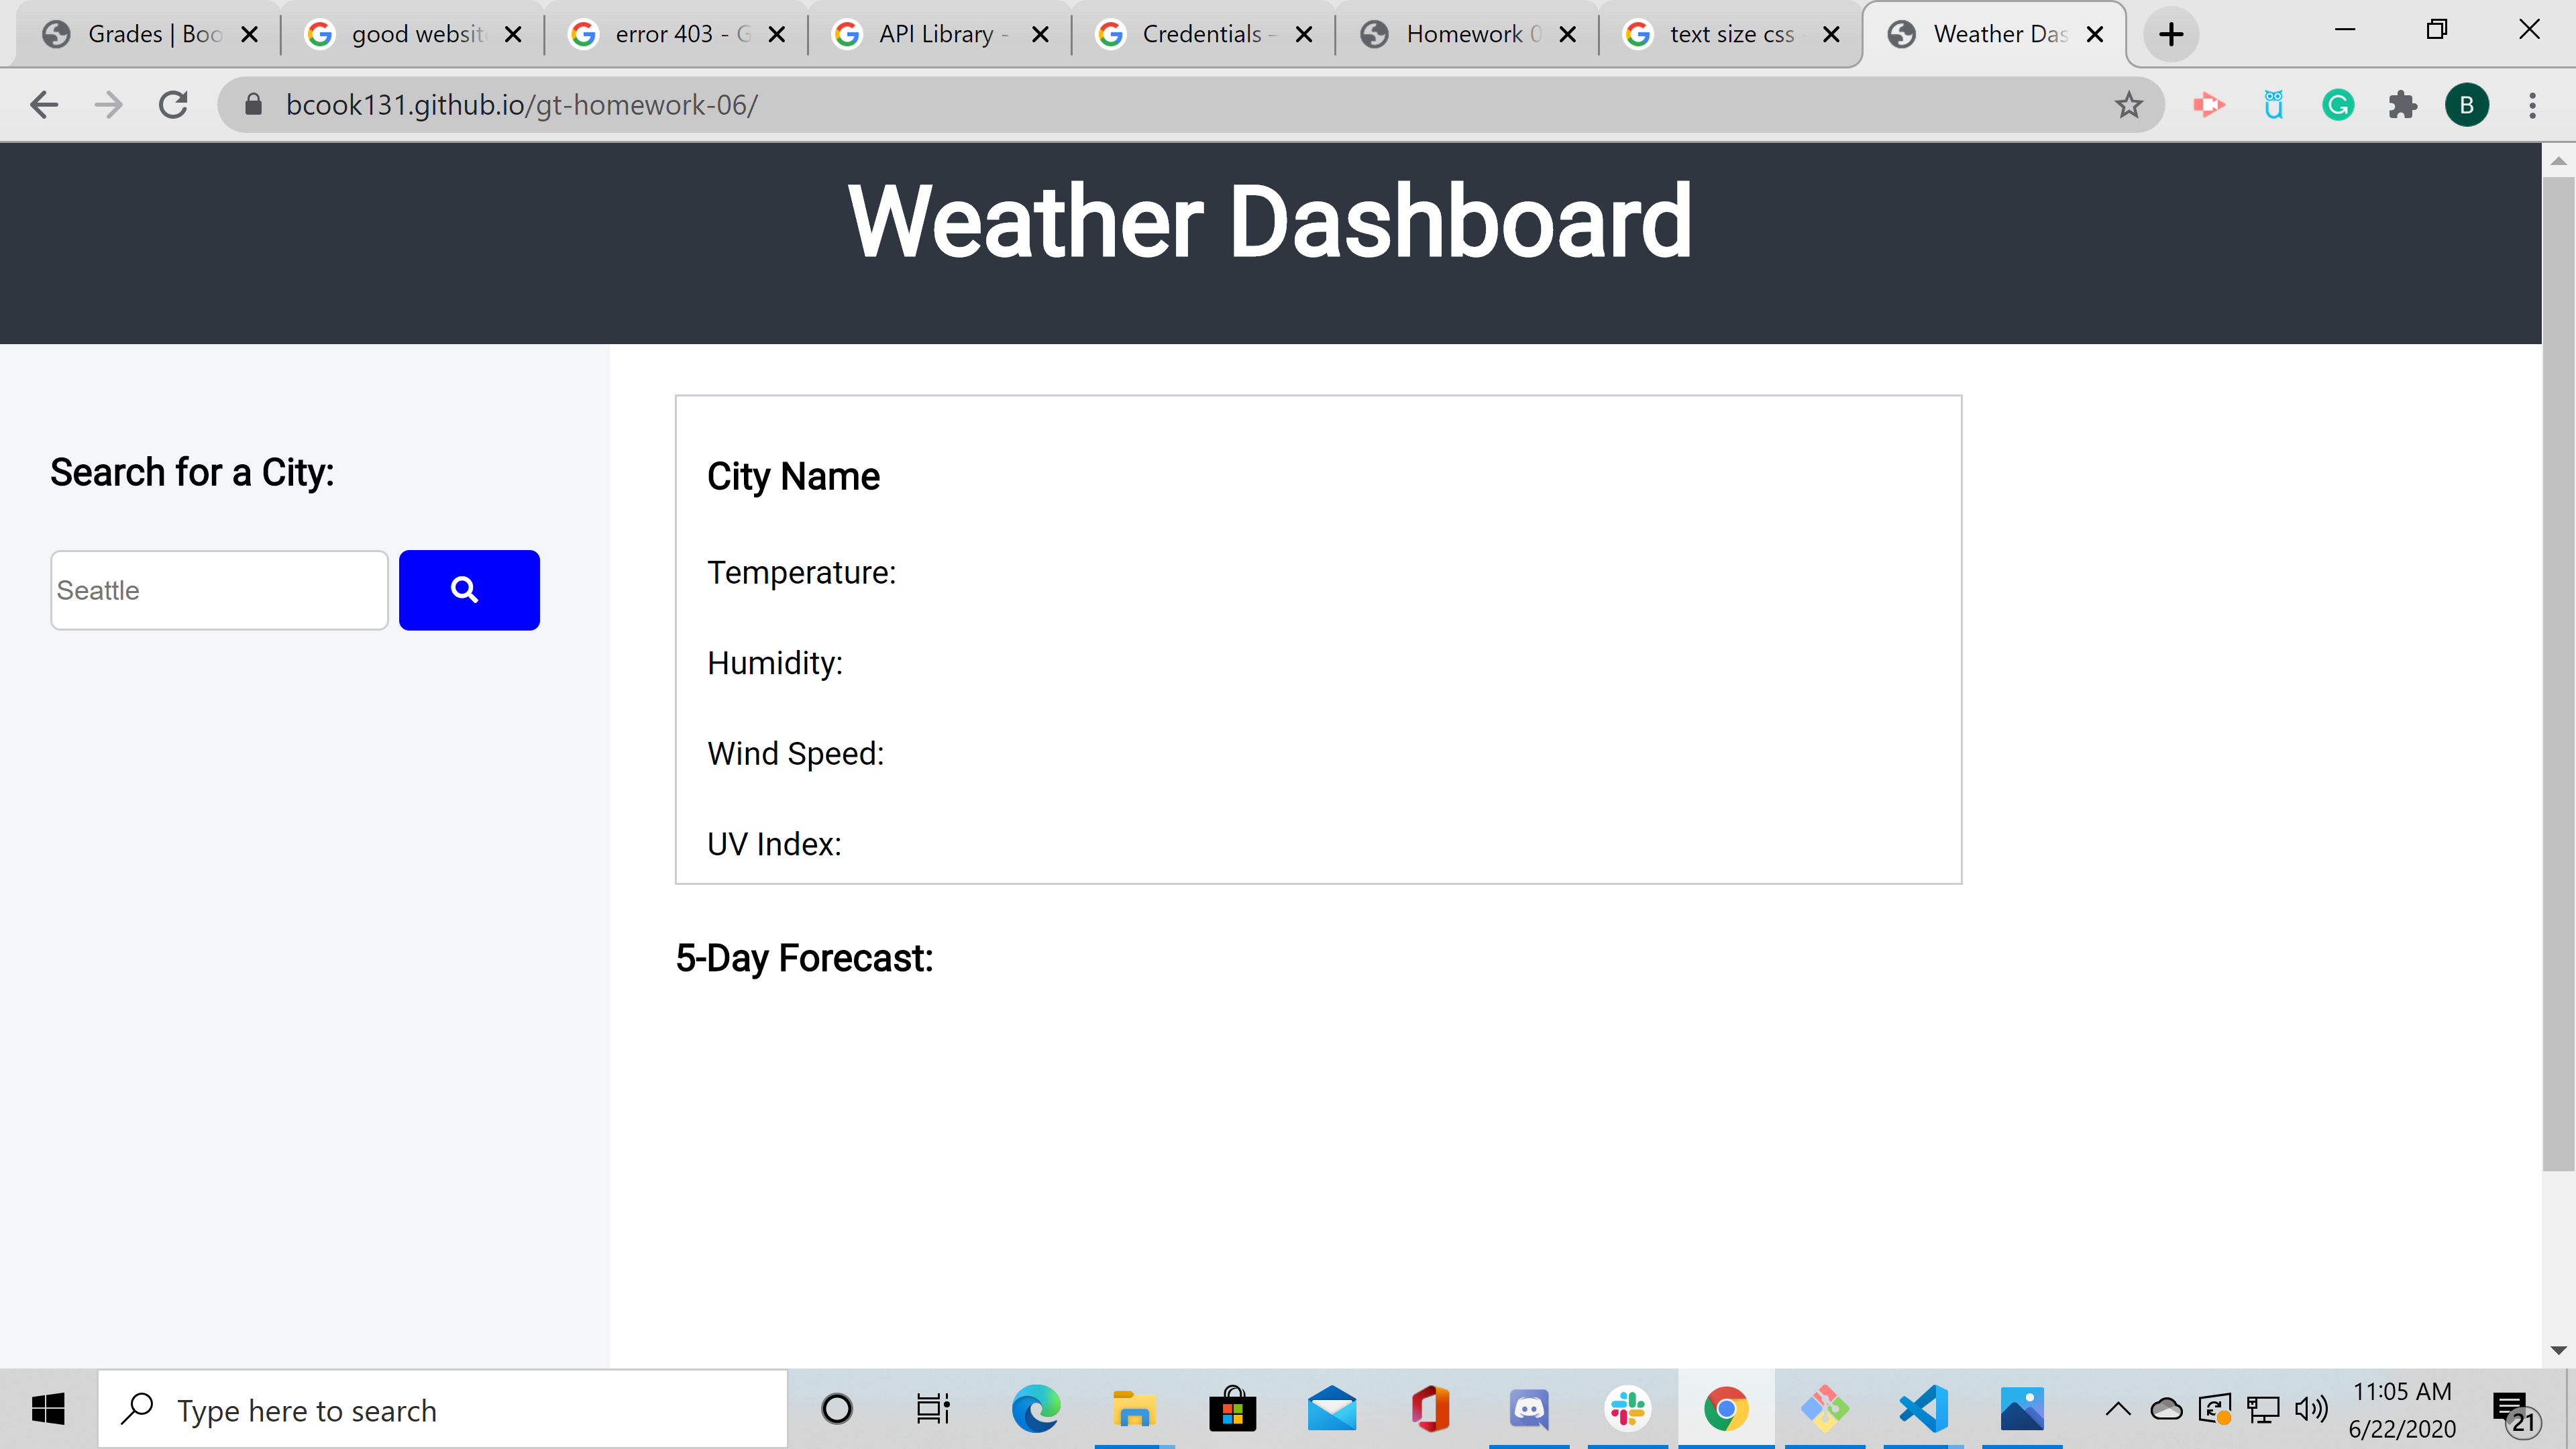 Grades | Boo
good websit
error 403 - G
API Library -
Credentials -
Homework 0
text size css
Weather Das
bcook131.github.io/gt-homework-06/
B
Weather Dashboard
Search for a City:
Seattle
City Name
Temperature:
Humidity:
Wind Speed:
UV Index:
5-Day Forecast:
Type here to search
11:05 AM
6/22/2020
21